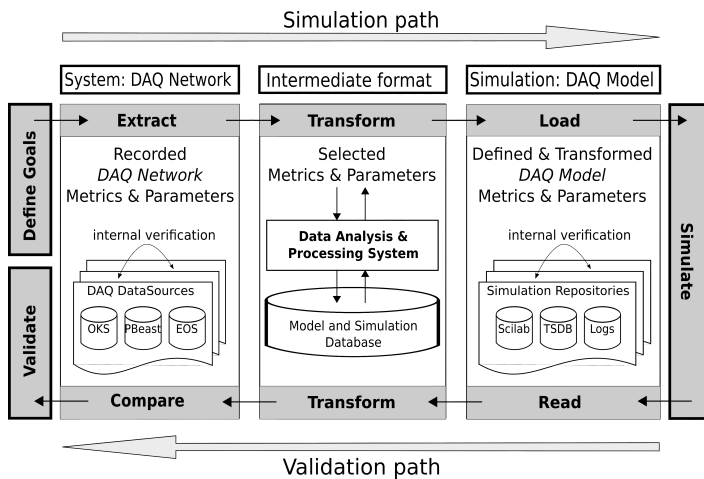 Simulation path
System: DAQ Network
Intermediate format
Simulation: DAQ Model
Define Goals
Extract
Transform
Load
Recorded
DAQ Network
Metrics & Parameters
Selected
Metrics & Parameters
Defined & Transformed
DAQ Model
Metrics & Parameters
Data Analysis &
Processing System
internal verification
internal verification
Simulate
Validate
DAQ DataSources
OKS
PBeast
EOS
Model and Simulation
Database
Simulation Repositories
Scilab
TSDB
Logs
Compare
Transform
Read
Validation path